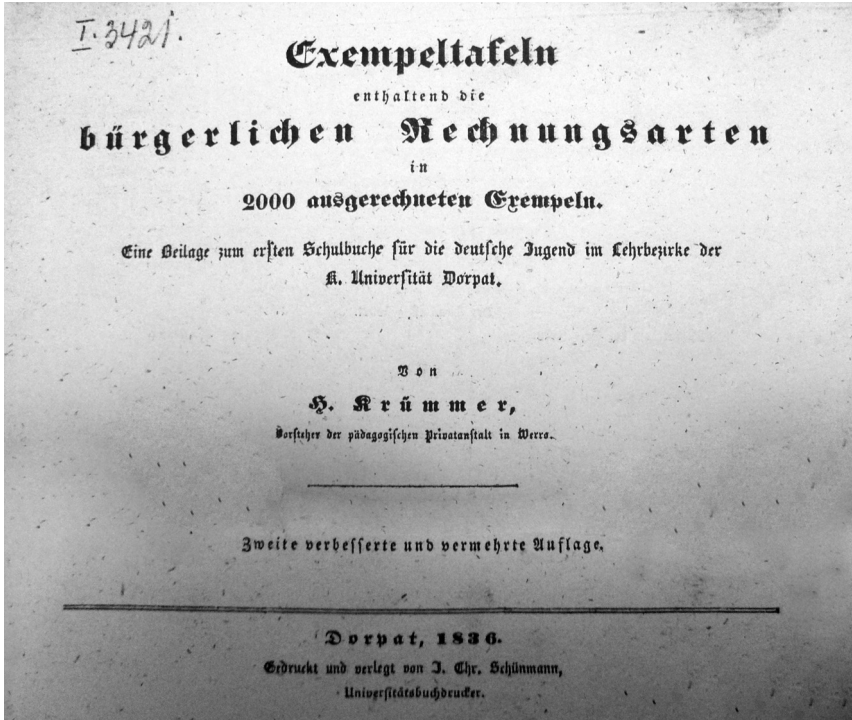 I. 342j.
Exempeltafeln
enthaltend die
bürgerlichen Rechnungsarten
in
2000 ausgerechneten Exempeln.
Eine Beilage zum ersten Schulbuche für die deutsche Jugend im Lehrbezirke der
K. Universität Dorpat.
Von
H. Krümmer,
Vorsteher der pädagogischen Privatanstalt in Werro.
Zweite verbesserte und vermehrte Auflage.
Dorpat, 1836.
Gedruckt und verlegt von J. Chr. Schünmann,
Universitätsbuchdrucker.